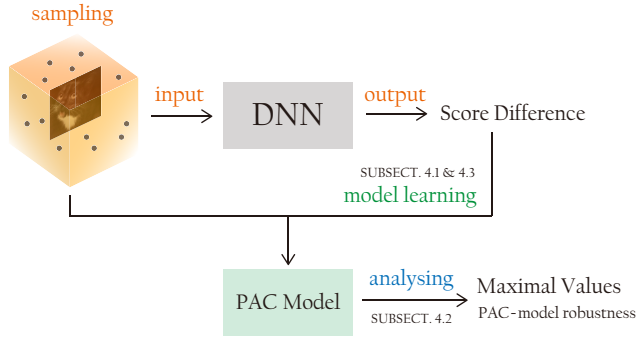 sampling
input
DNN
output
Score Difference
SUBSECT. 4.1 & 4.3
model learning
PAC Model
analysing
SUBSECT. 4.2
Maximal Values
PAC-model robustness